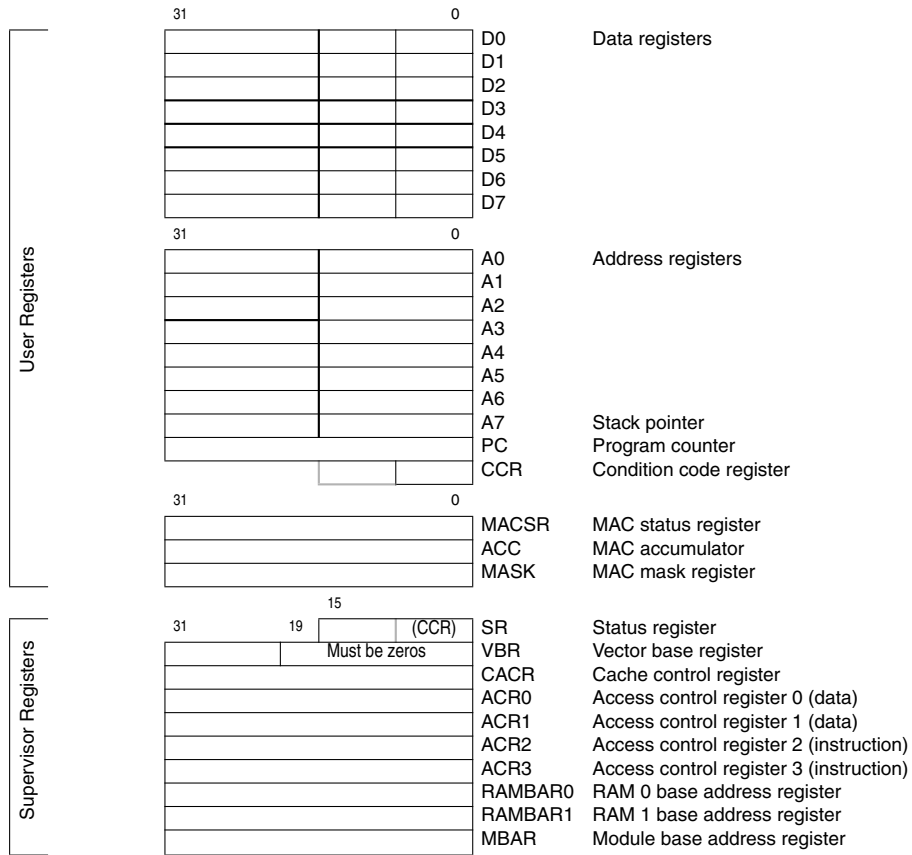 31 0
D0 Data registers
D1
D2
D3
D4
D5
D6
D7
31 0
A0 Address registers
A1
A2
A3
A4
A5
A6
A7 Stack pointer
PC Program counter
CCR Condition code register
User Registers
31 0
MACSR MAC status register
ACC MAC accumulator
MASK MAC mask register
15
31 19 (CCR) SR Status register
Must be zeros VBR Vector base register
CACR Cache control register
ACR0 Access control register 0 (data)
ACR1 Access control register 1 (data)
ACR2 Access control register 2 (instruction)
ACR3 Access control register 3 (instruction)
RAMBAR0 RAM 0 base address register
RAMBAR1 RAM 1 base address register
MBAR Module base address register
Supervisor Registers